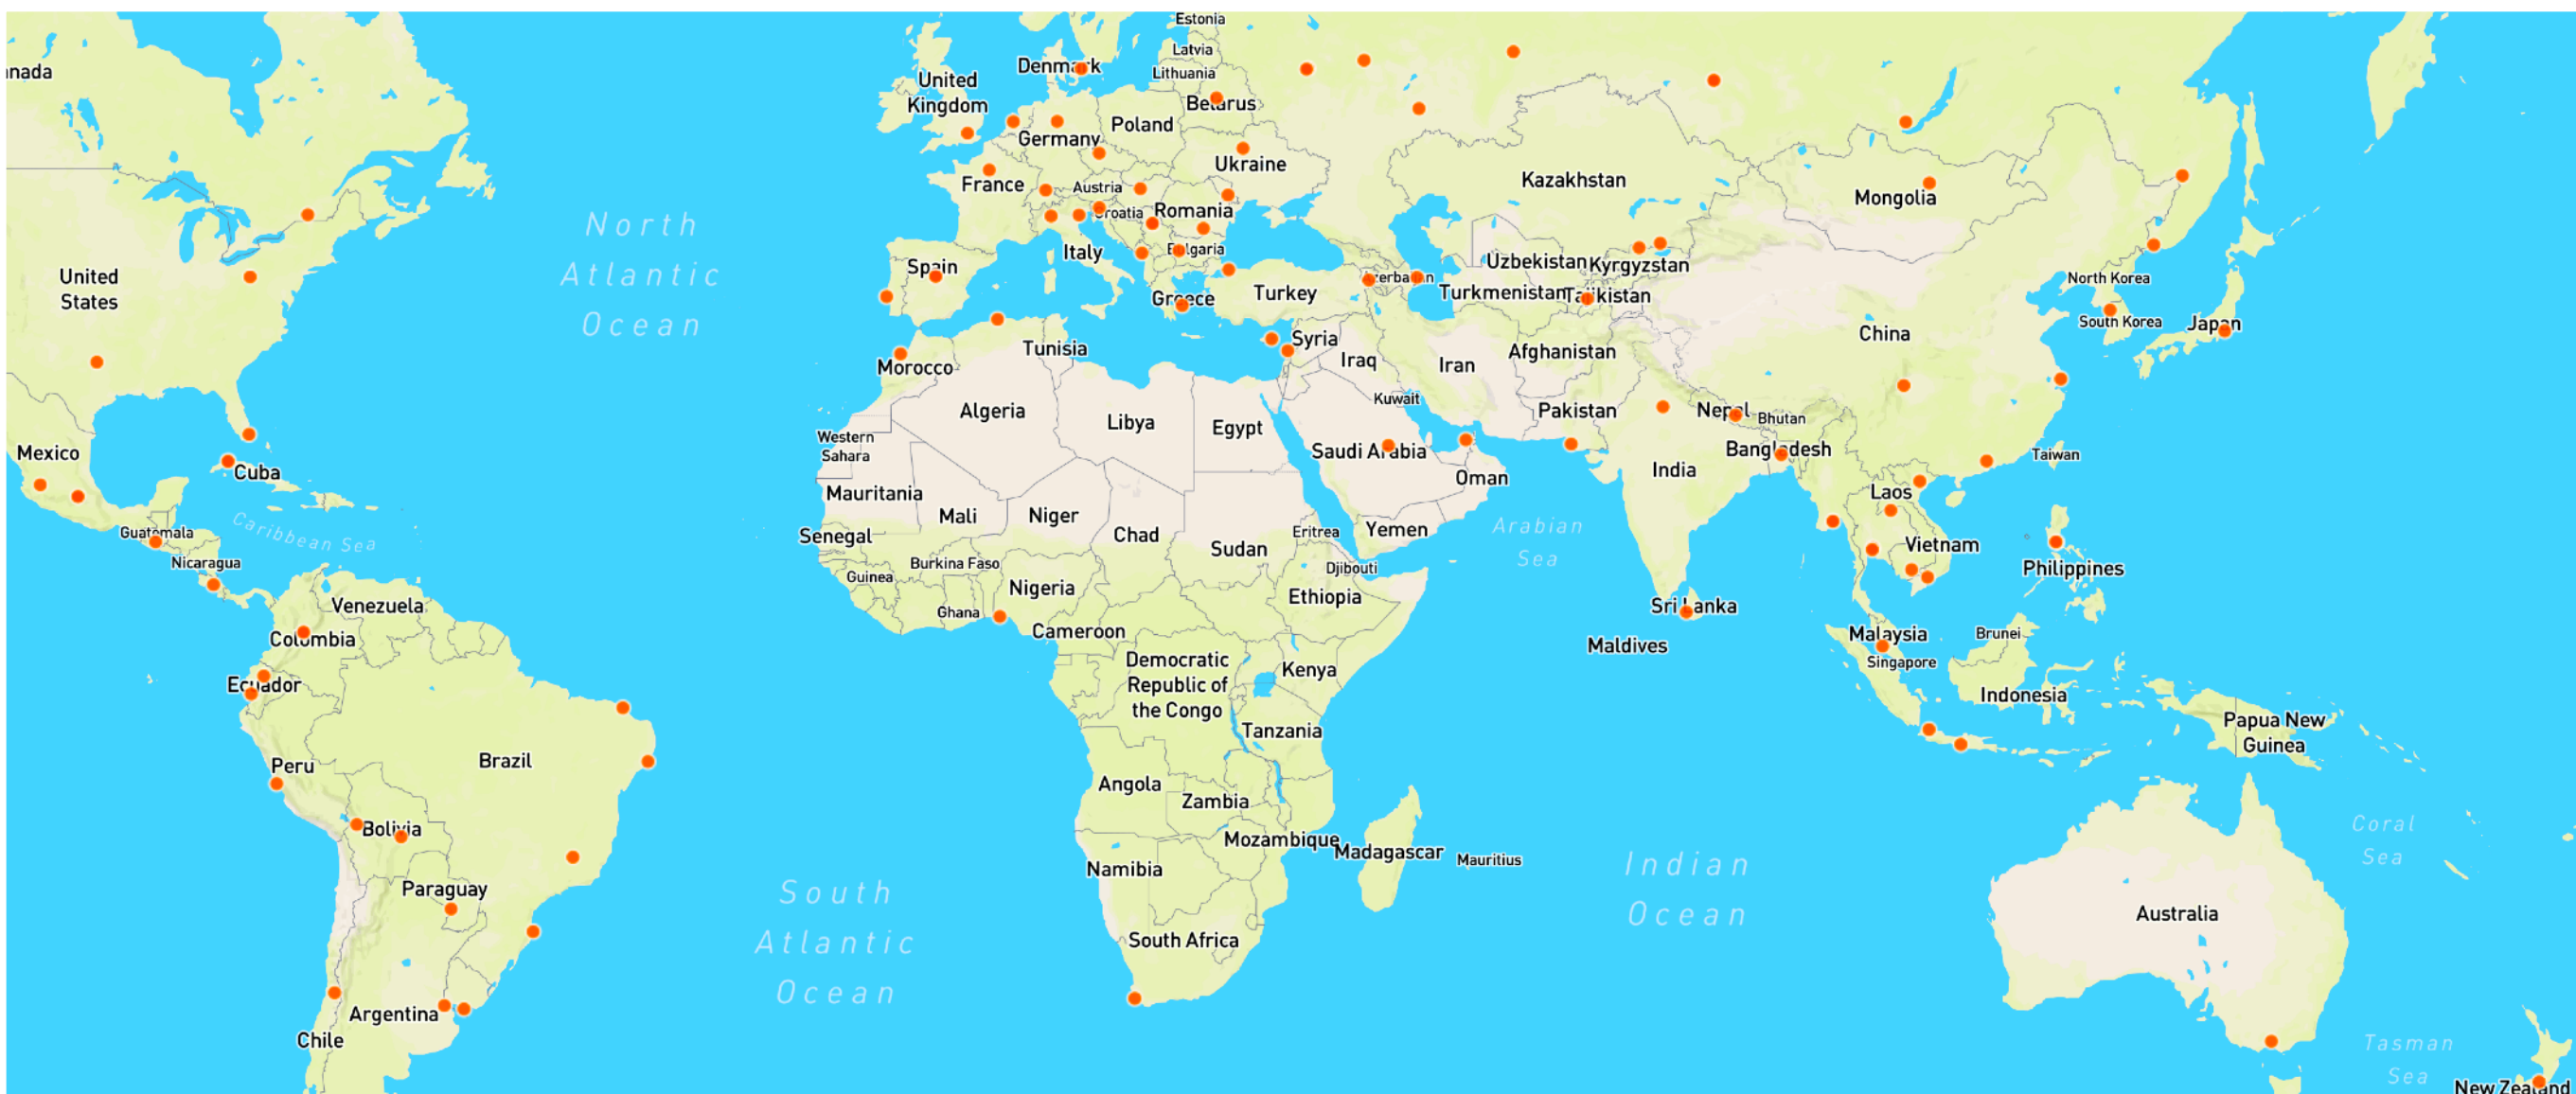 Estonia
Latvia
Denmark
Lithuania
anada
United
Kingdom
Belarus
Poland
Germany
Ukraine
France
Austria
Kazakhstan
Mongolia
Croatia
Romania
North
Atlantic
Ocean
Italy
Bulgaria
Spain
Uzbekistan
Kyrgyzstan
United
States
Azerbaijan
North Korea
Greece
Turkey
Turkmenistan
Tajikistan
South Korea
Japan
China
Syria
Tunisia
Afghanistan
Iraq
Iran
Morocco
Kuwait
Algeria
Pakistan
Nepal
Bhutan
Libya
Egypt
Western
Sahara
Saudi Arabia
Bangladesh
Taiwan
Mexico
Cuba
India
Oman
Mauritania
Laos
Mali
Niger
Caribbean Sea
Guatemala
Senegal
Chad
Eritrea
Yemen
Arabian
Sea
Sudan
Vietnam
Nicaragua
Burkina Faso
Djibouti
Philippines
Guinea
Nigeria
Ethiopia
Venezuela
Ghana
Sri Lanka
Cameroon
Colombia
Malaysia
Brunei
Maldives
Singapore
Democratic
Republic of
the Congo
Kenya
Ecuador
Indonesia
Papua New
Guinea
Tanzania
Brazil
Peru
Angola
Zambia
Coral
Sea
Bolivia
Mozambique
Madagascar
Mauritius
Namibia
Indian
Ocean
Paraguay
South
Atlantic
Ocean
Australia
South Africa
Argentina
Chile
Tasman
Sea
New Zealand